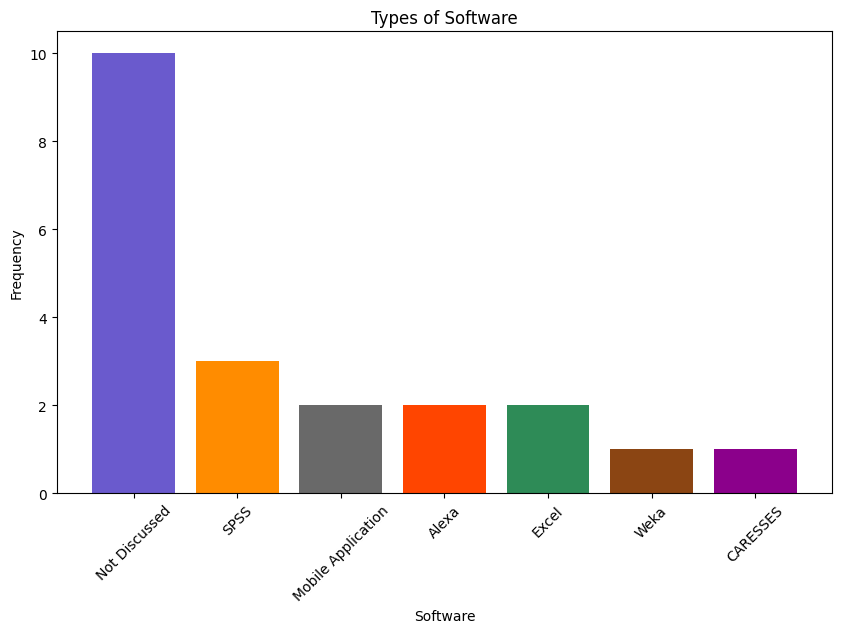 Types of Software
Frequency
10
8
6
4
2
0
Not Discussed
SPSS
Mobile Application
Alexa
Excel
Weka
CARESSES
Software